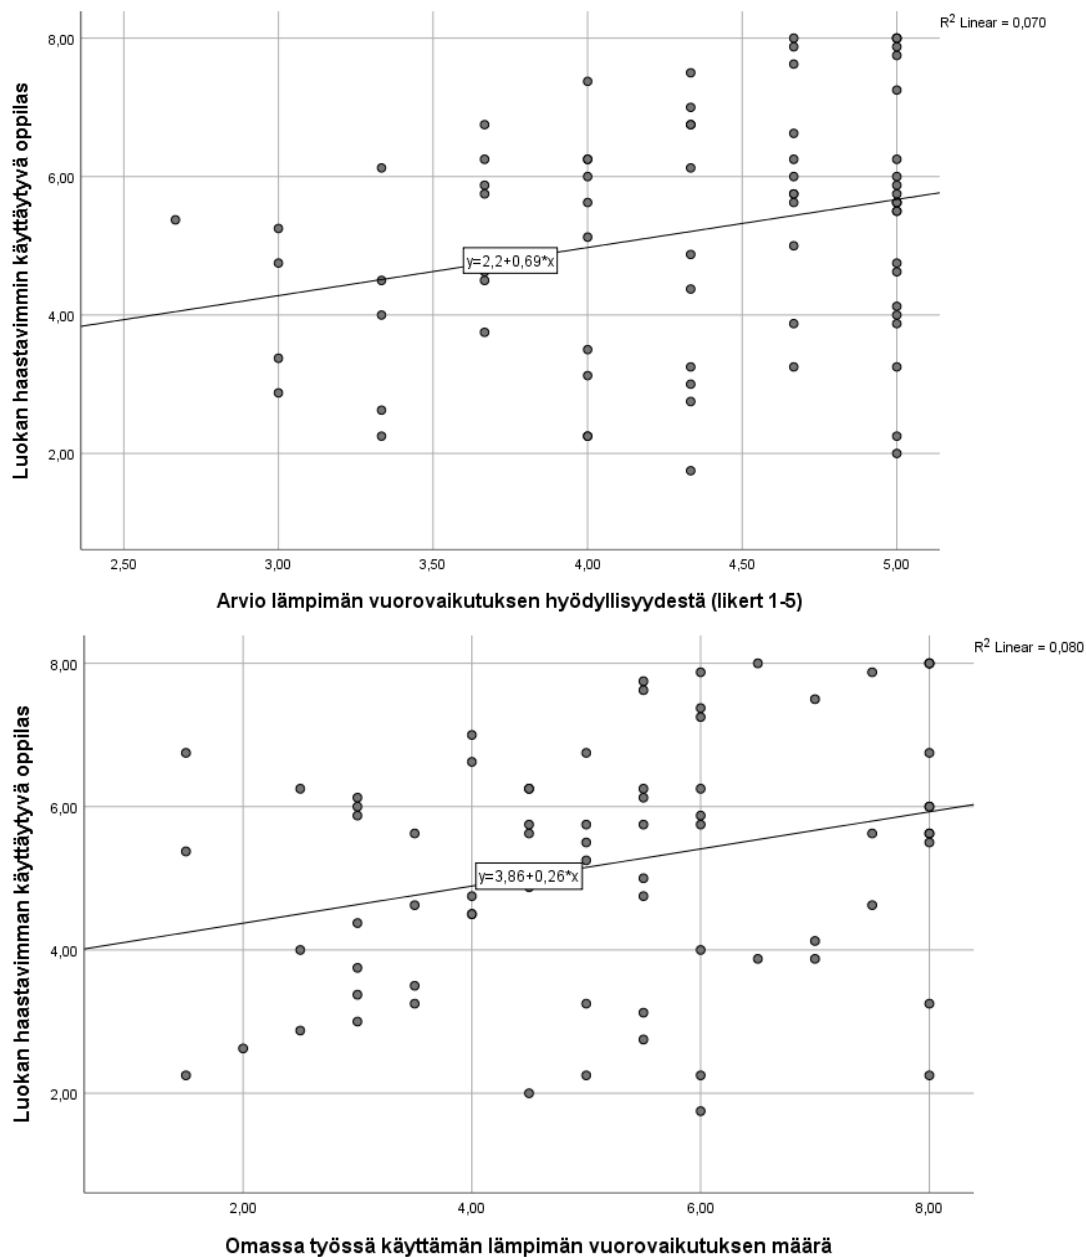 R² Linear = 0,070
Luokan haastavimmin käyttäytyvä oppilas
8,00
6,00
4,00
2,00
y=2,2+0,69*x
2,50 3,00 3,50 4,00 4,50 5,00
Arvio lämpimän vuorovaikutuksen hyödyllisyydestä (likert 1-5)
R² Linear = 0,080
Luokan haastavimman käyttäytyvä oppilas
8,00
6,00
4,00
2,00
y=3,86+0,26*x
2,00 4,00 6,00 8,00
Omassa työssä käyttämän lämpimän vuorovaikutuksen määrä